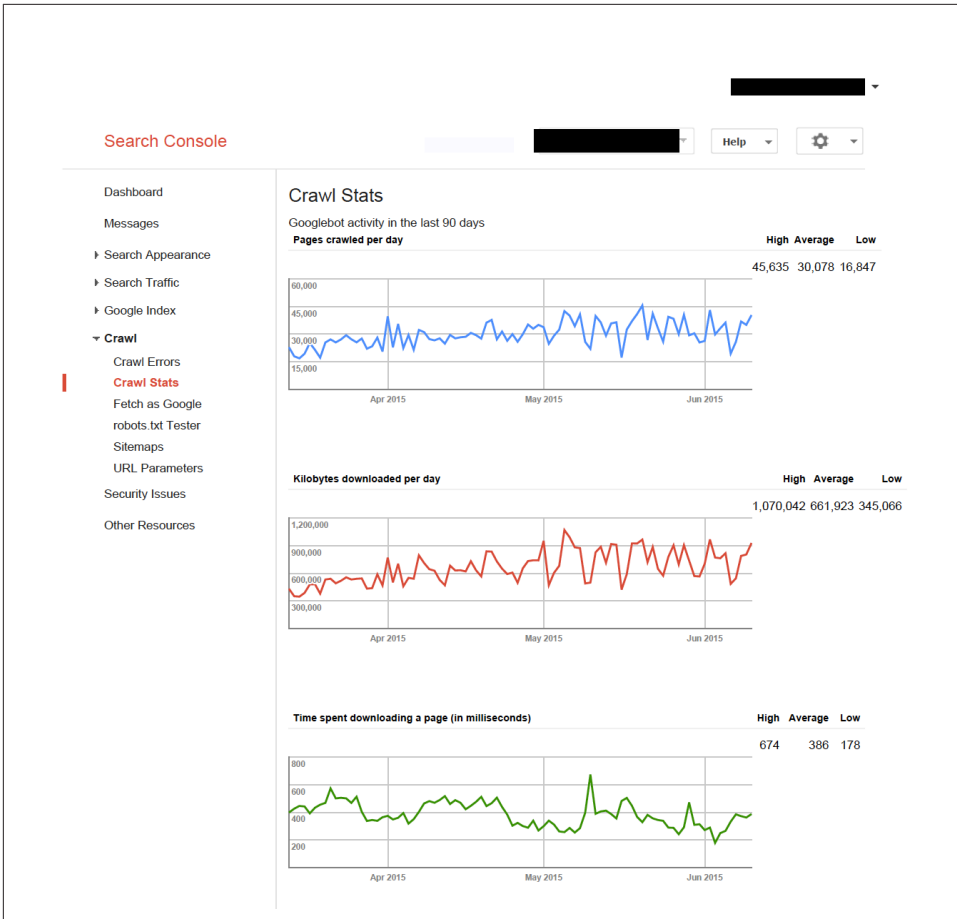 Search Console
Help
Dashboard
Messages
Search Appearance
Search Traffic
Google Index
Crawl
Crawl Errors
Crawl Stats
Fetch as Google
robots.txt Tester
Sitemaps
URL Parameters
Security Issues
Other Resources
Crawl Stats
Googlebot activity in the last 90 days
Pages crawled per day High Average Low
45,635 30,078 16,847
60,000
45,000
30,000
15,000
Apr 2015 May 2015 Jun 2015
Kilobytes downloaded per day High Average Low
1,070,042 661,923 345,066
1,200,000
900,000
600,000
300,000
Apr 2015 May 2015 Jun 2015
Time spent downloading a page (in milliseconds) High Average Low
674 386 178
800
600
400
200
Apr 2015 May 2015 Jun 2015